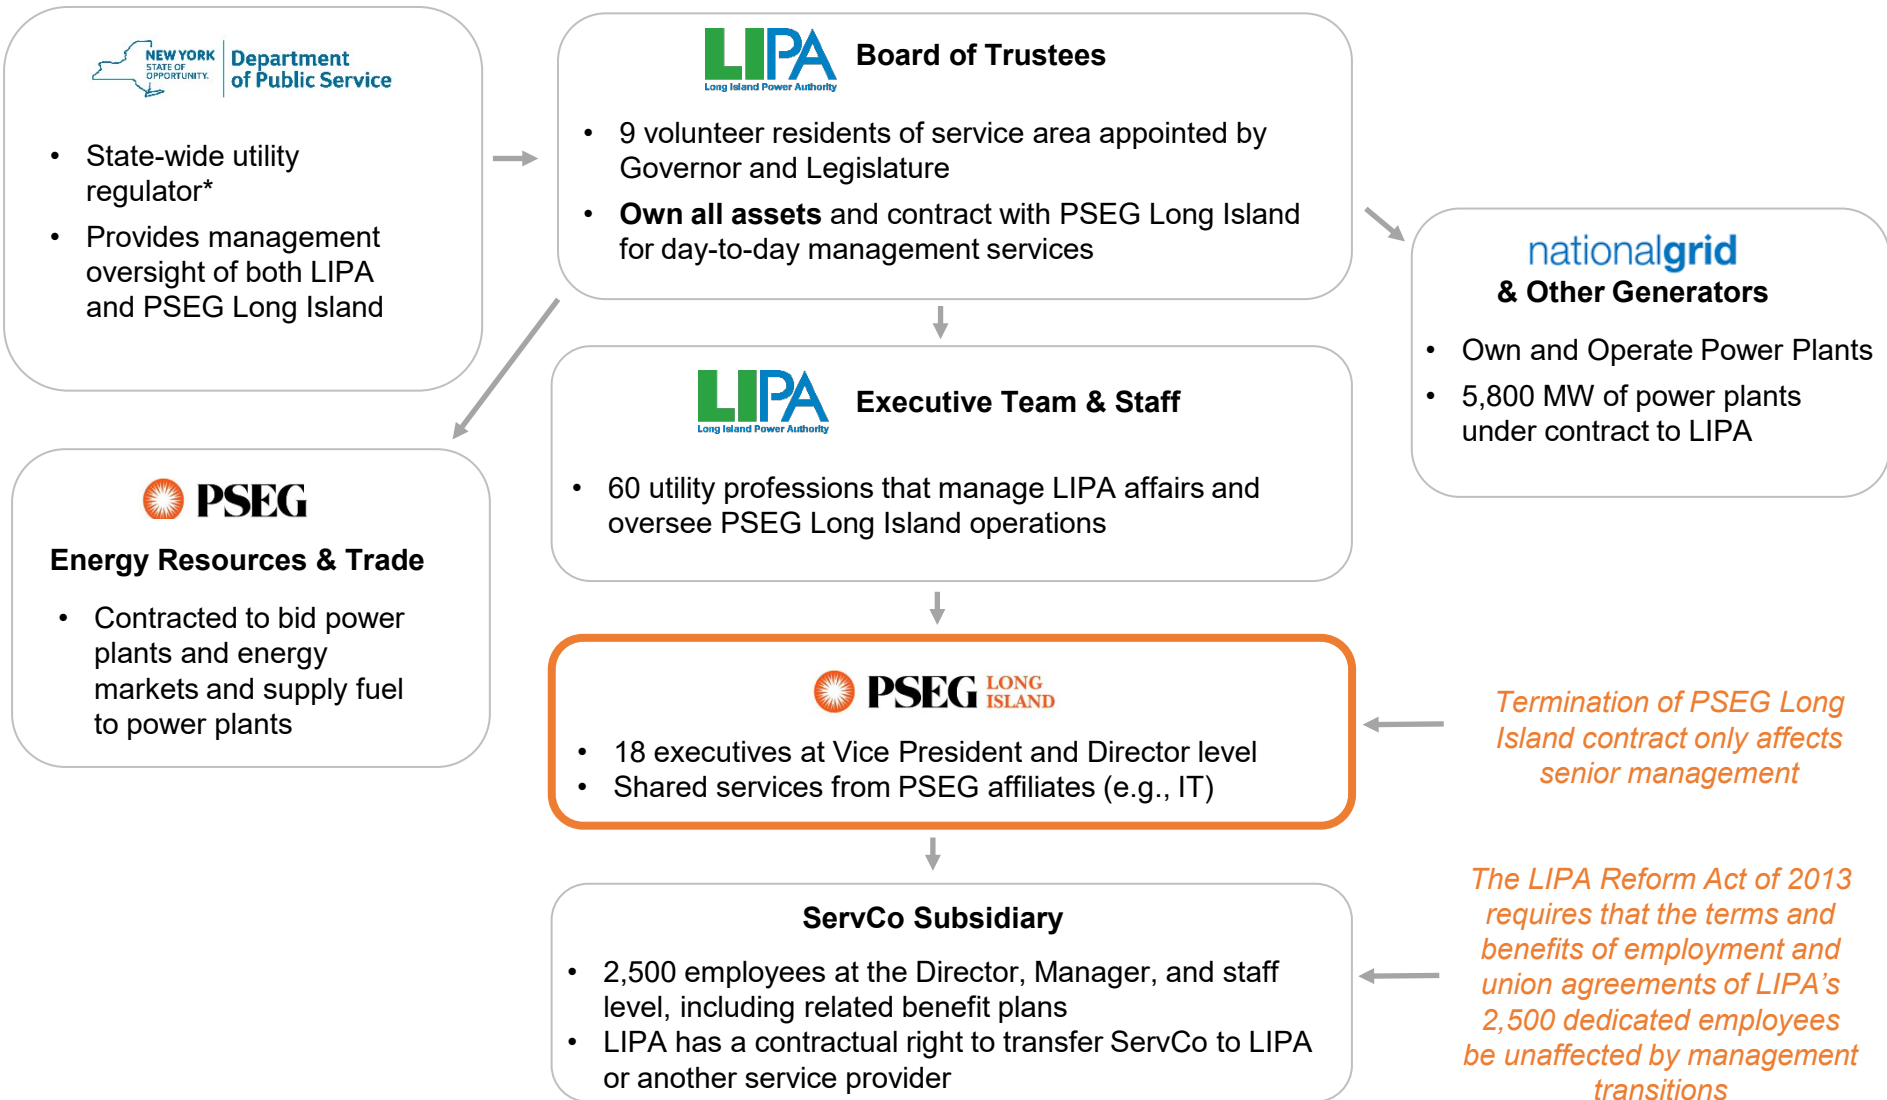 NEW YORK
STATE OF
OPPORTUNITY.
Department
of Public Service
• State-wide utility
regulator*
• Provides management
oversight of both LIPA
and PSEG Long Island
LIPA
Long Island Power Authority
Board of Trustees
• 9 volunteer residents of service area appointed by
Governor and Legislature
• Own all assets and contract with PSEG Long Island
for day-to-day management services
nationalgrid
& Other Generators
• Own and Operate Power Plants
• 5,800 MW of power plants
under contract to LIPA
LIPA
Long Island Power Authority
Executive Team & Staff
• 60 utility professions that manage LIPA affairs and
oversee PSEG Long Island operations
PSEG
Energy Resources & Trade
• Contracted to bid power
plants and energy
markets and supply fuel
to power plants
PSEG LONG
ISLAND
• 18 executives at Vice President and Director level
• Shared services from PSEG affiliates (e.g., IT)
Termination of PSEG Long
Island contract only affects
senior management
ServCo Subsidiary
• 2,500 employees at the Director, Manager, and staff
level, including related benefit plans
• LIPA has a contractual right to transfer ServCo to LIPA
or another service provider
The LIPA Reform Act of 2013
requires that the terms and
benefits of employment and
union agreements of LIPA’s
2,500 dedicated employees
be unaffected by management
transitions